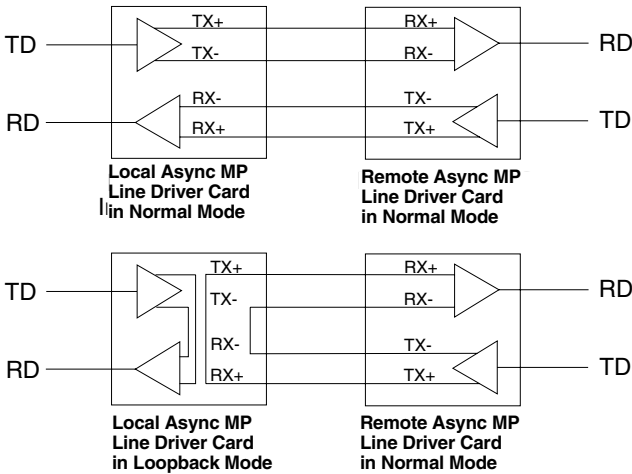 TX+ RX+
TD RD
TX- RX-
RX- TX-
RD TD
RX+ TX+
Local Async MP
Line Driver Card
in Normal Mode
Remote Async MP
Line Driver Card
in Normal Mode
TX+ RX+
TD RD
TX- RX-
RX- TX-
RD TD
RX+ TX+
Local Async MP
Line Driver Card
in Loopback Mode
Remote Async MP
Line Driver Card
in Normal Mode